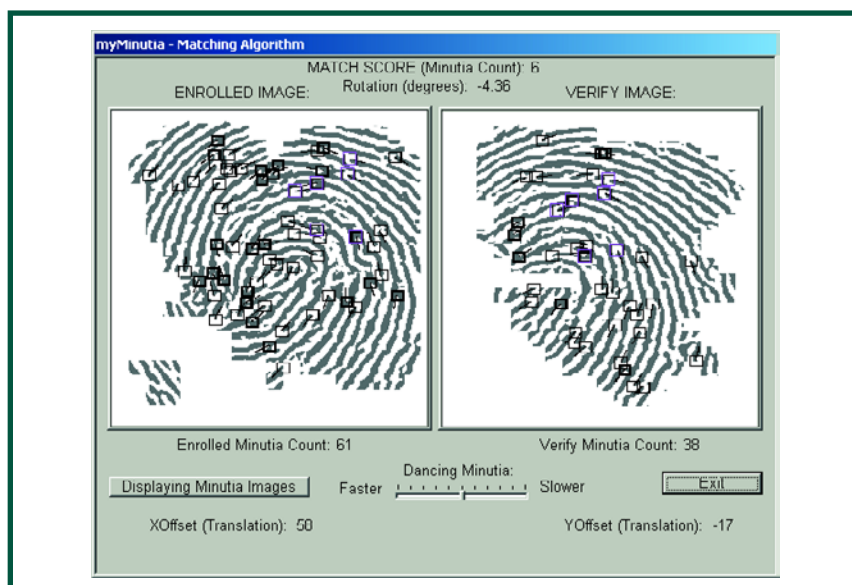 myMinutia - Matching Algorithm
MATCH SCORE (Minutia Count): 6
Rotation (degrees): -4.36
ENROLLED IMAGE:
VERIFY IMAGE:
Enrolled Minutia Count: 61
Verify Minutia Count: 38
Dancing Minutia:
Displaying Minutia Images
Faster
Slower
Exit
XOffset (Translation): 50
YOffset (Translation): -17